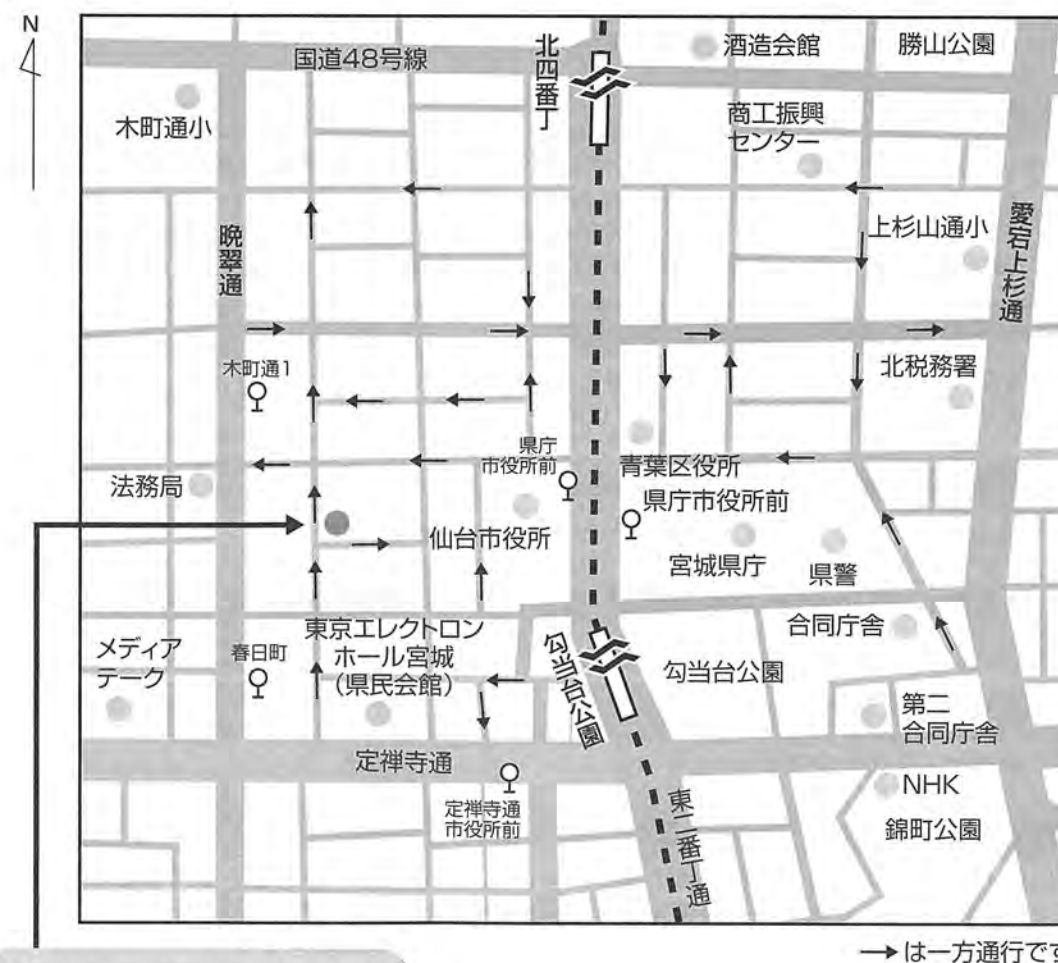 N
国道48号線
北四番丁
酒造会館
勝山公園
木町通小
商工振興
センター
晩翠通
上杉山通小
愛宕上杉通
木町通1
北税務署
県庁
市役所前
青葉区役所
法務局
県庁市役所前
仙台市役所
宮城県庁
県警
メディア
テーク
春日町
東京エレクトロン
ホール宮城
(県民会館)
勾当台公園
勾当台公園
合同庁舎
第二
合同庁舎
定禅寺通
定禅寺通
市役所前
東二番丁通
NHK
錦町公園
→は一方通行です